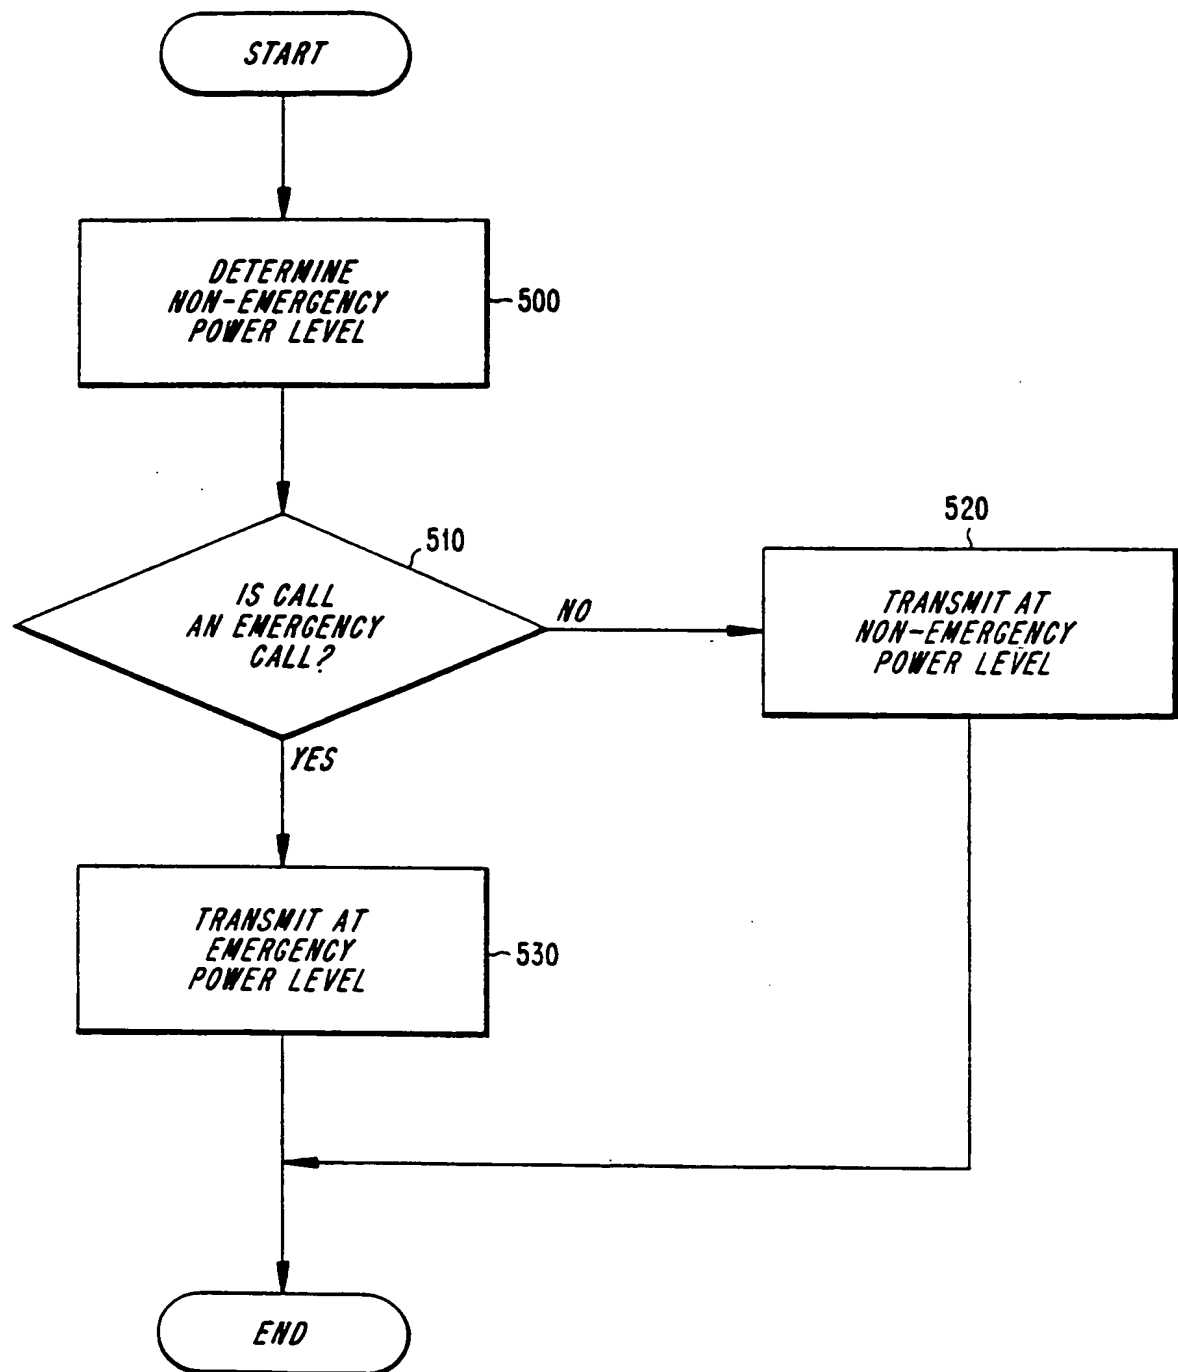 START
DETERMINE
NON-EMERGENCY
POWER LEVEL
500
510
IS CALL
AN EMERGENCY
CALL?
NO
520
TRANSMIT AT
NON-EMERGENCY
POWER LEVEL
YES
TRANSMIT AT
EMERGENCY
POWER LEVEL
530
END